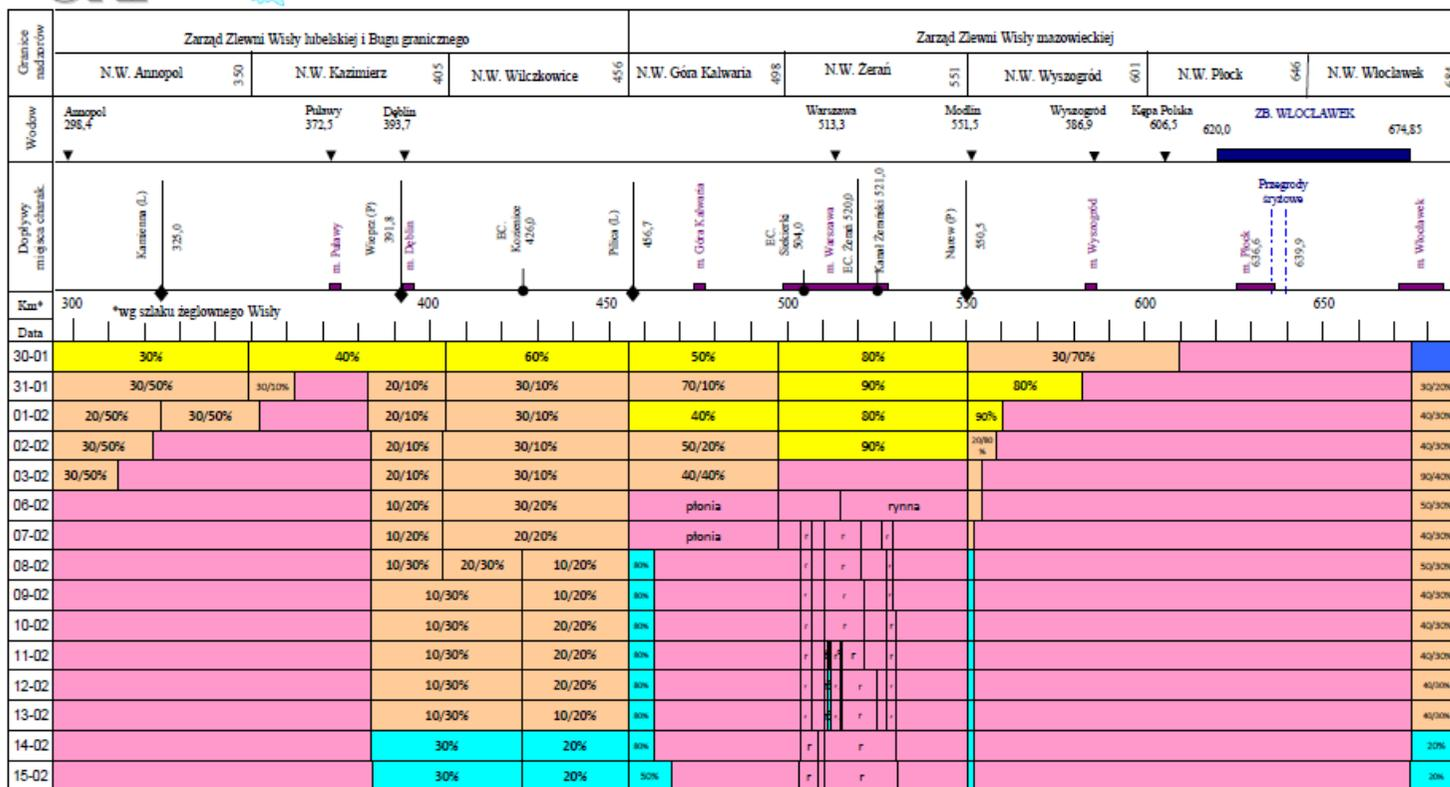 Granice nadzorów
Zarząd Zlewni Wisły lubelskiej i Bugu granicznego
Zarząd Zlewni Wisły mazowieckiej
N.W. Annopol 350 N.W. Kazimierz 405 N.W. Wilczkowice 456 N.W. Góra Kalwaria 498 N.W. Żerań 551 N.W. Wyszogród 601 N.W. Płock 646 N.W. Włocławek
Wodow
Annopol 298,4
Puławy 372,5
Dęblin 393,7
Warszawa 513,3
Modlin 551,5
Wyszogród 586,9
Kępa Polska 606,5
ZB. WŁOCŁAWEK
620,0 674,85
Dopływy miejsca charak.
Kamienna (L) 325,0
m. Puławy
Wieprz (P) 391,8
m. Dęblin
EC. Kozienice 426,0
Pilica (L) 456,7
m. Góra Kalwaria
EC. Siekierki 504,0
m. Warszawa
EC. Żerań 520,0
Kanał Żerański 521,0
Narew (P) 550,5
m. Wyszogród
m. Płock
Przegrody śryżowe
636,6
639,9
m. Włocławek
Km* 300 400 450 500 550 600 650
*wg szlaku żeglownego Wisły
Data
30-01 30% 40% 60% 50% 80% 30/70%
31-01 30/50% 30/10% 20/10% 30/10% 70/10% 90% 80% 30/20%
01-02 20/50% 30/50% 20/10% 30/10% 40% 80% 90% 40/30%
02-02 30/50% 20/10% 30/10% 50/20% 90% 20/80 % 40/30%
03-02 30/50% 20/10% 30/10% 40/40% 90/40%
06-02 10/20% 30/20% płonia rynna 50/30%
07-02 10/20% 20/20% płonia r r r 40/30%
08-02 10/30% 20/30% 10/20% 80% r r 50/30%
09-02 10/30% 10/20% 80% r r 40/30%
10-02 10/30% 20/20% 80% r r r 40/30%
11-02 10/30% 20/20% 80% r r r 40/30%
12-02 10/30% 20/20% 80% r r r 40/30%
13-02 10/30% 10/20% 80% r r r 40/30%
14-02 30% 20% 80% r r 20%
15-02 30% 20% 50% r r 20%